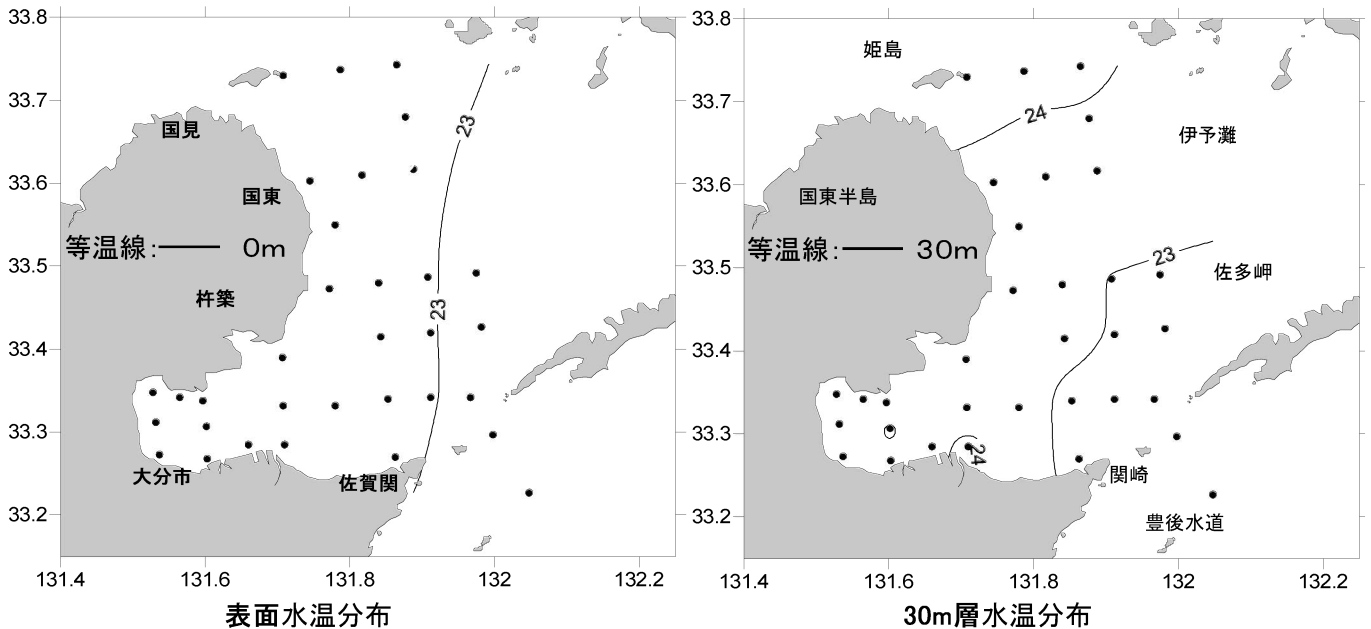 33.8
33.7
33.6
33.5
33.4
33.3
33.2
131.4 131.6 131.8 132 132.2
国見
国東
等温線: 0m
杵築
大分市
佐賀関
23
23
表面水温分布
33.8
33.7
33.6
33.5
33.4
33.3
33.2
131.4 131.6 131.8 132 132.2
姫島
24
伊予灘
国東半島
等温線: 30m
23
佐多岬
24
関崎
豊後水道
30m層水温分布